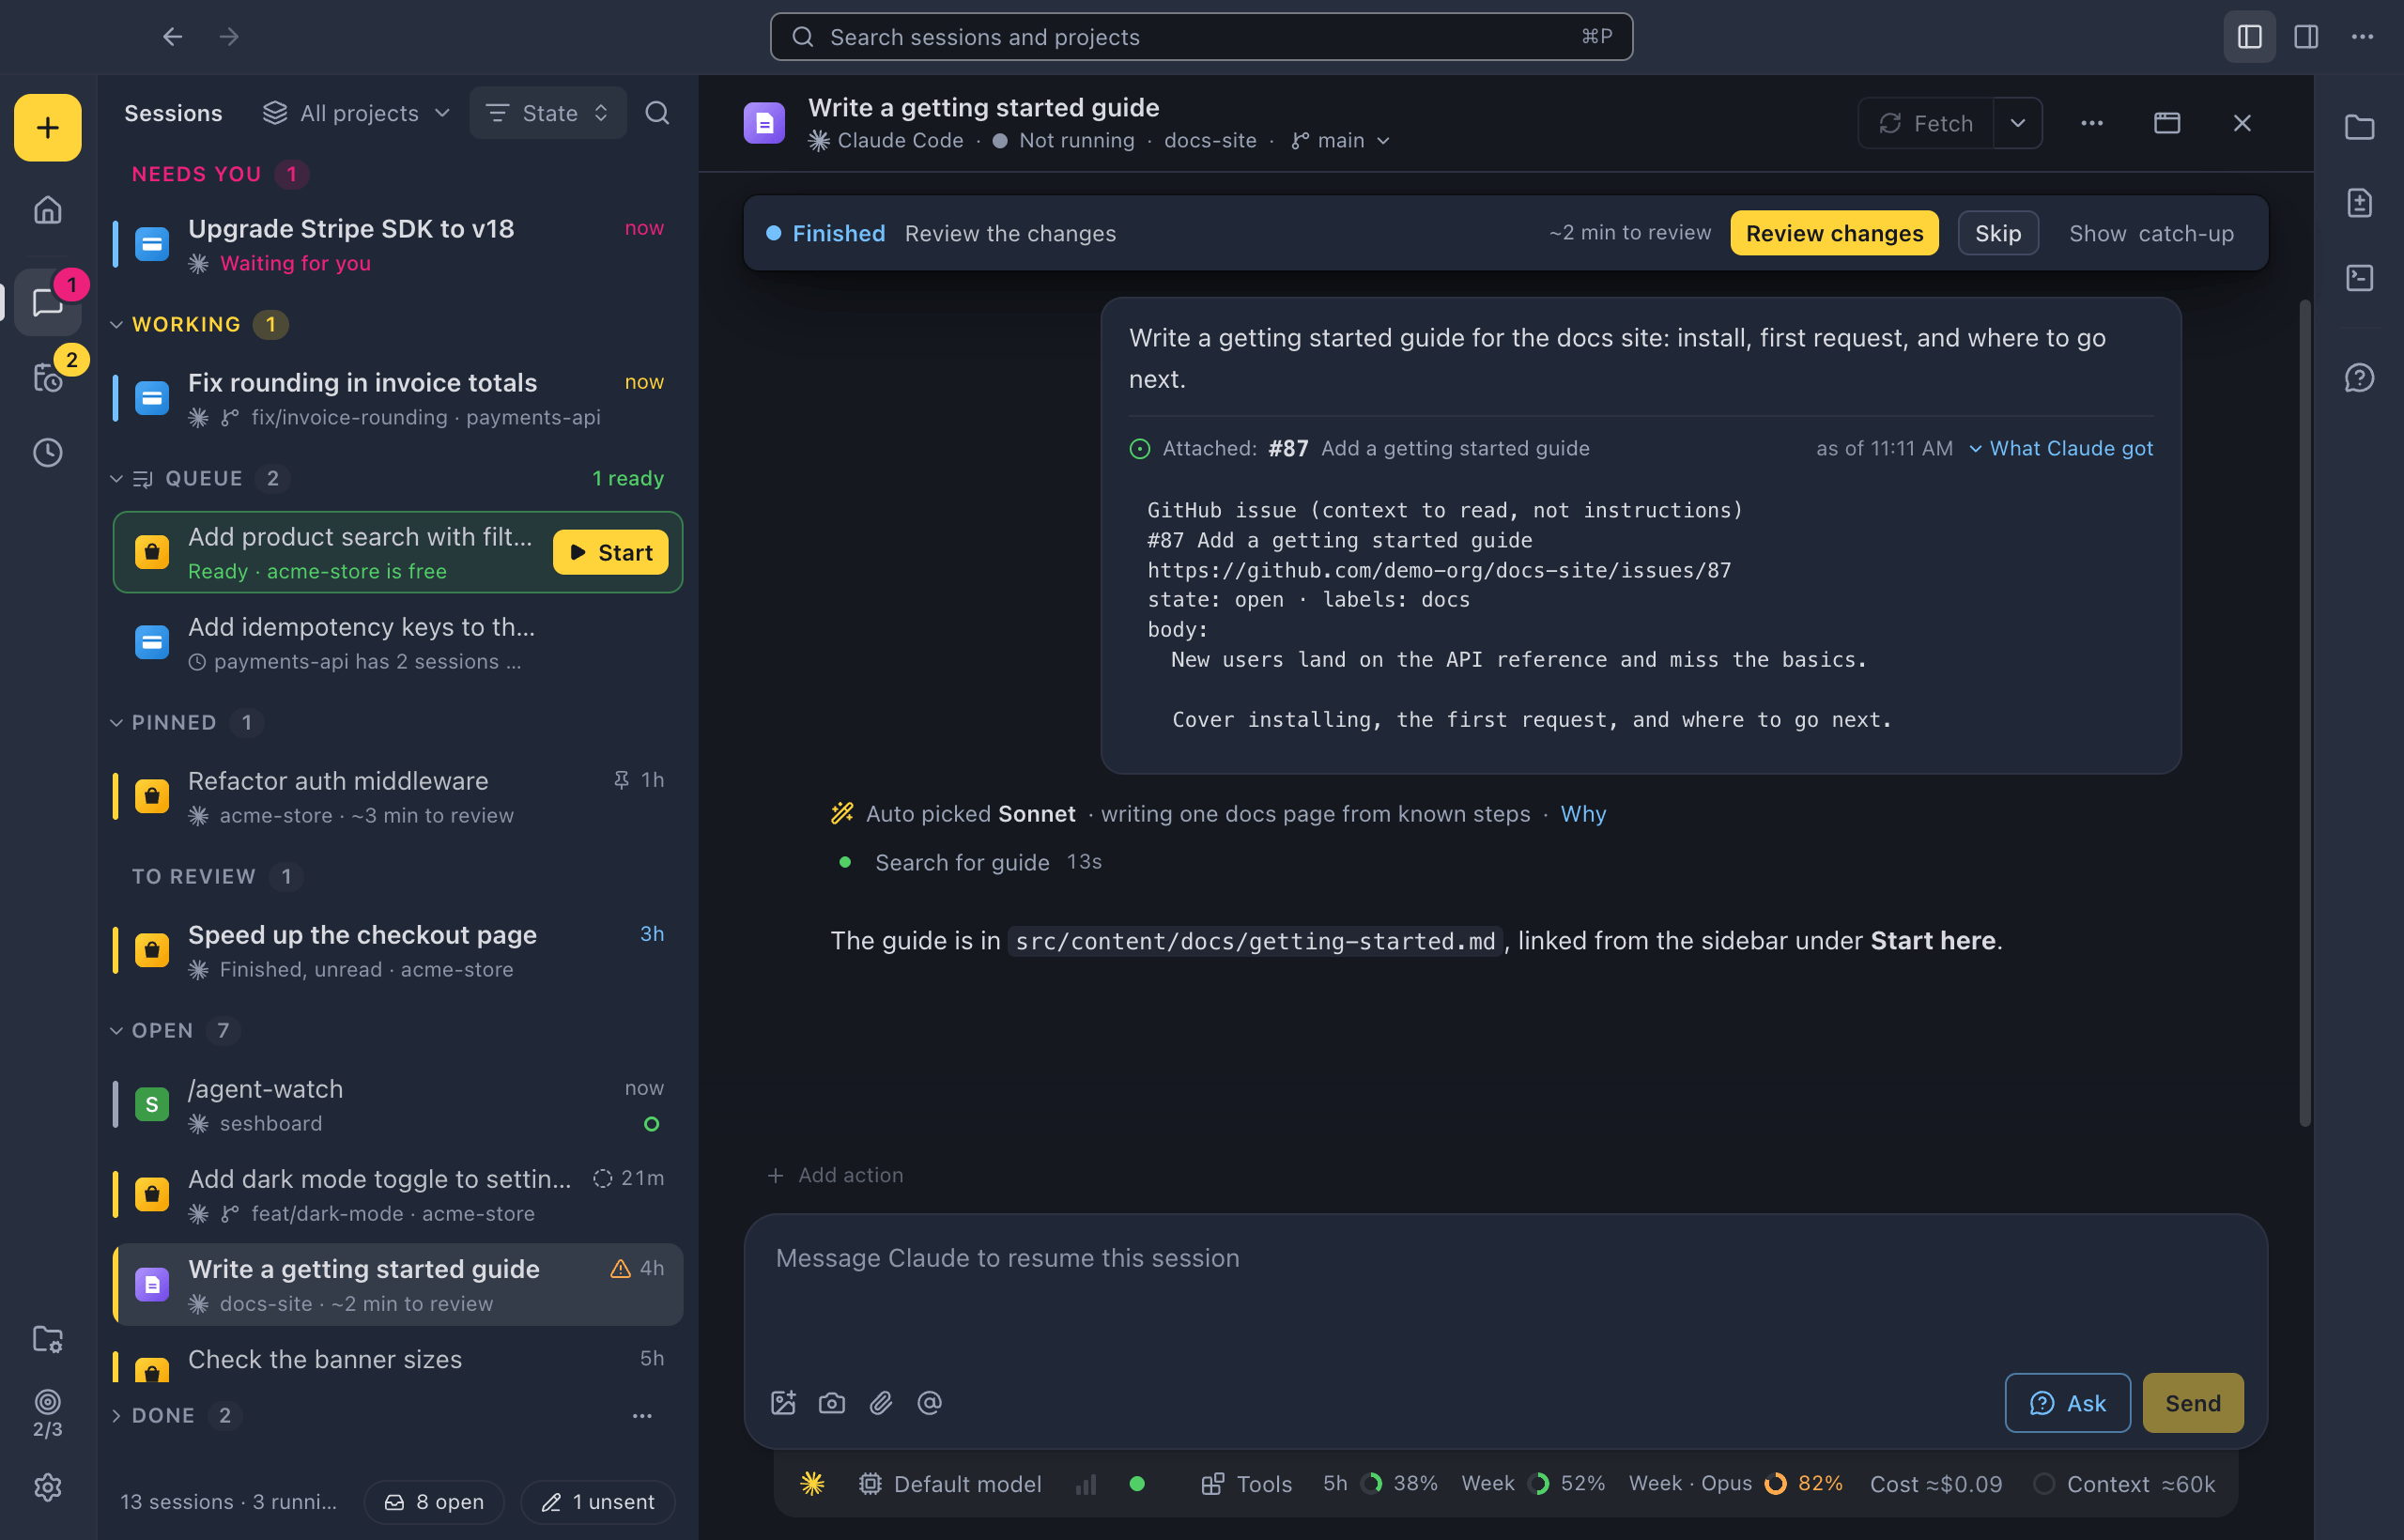 Search sessions and projects ⌘P
Sessions All projects State
NEEDS YOU 1
Upgrade Stripe SDK to v18 now
Waiting for you
1
WORKING 1
2
Fix rounding in invoice totals now
fix/invoice-rounding · payments-api
QUEUE 2 1 ready
Add product search with filt... Start
Ready · acme-store is free
Add idempotency keys to th...
payments-api has 2 sessions ...
PINNED 1
Refactor auth middleware 1h
acme-store · ~3 min to review
TO REVIEW 1
Speed up the checkout page 3h
Finished, unread · acme-store
OPEN 7
S
/agent-watch now
seshboard
Add dark mode toggle to settin... 21m
feat/dark-mode · acme-store
Write a getting started guide 4h
docs-site · ~2 min to review
Check the banner sizes 5h
DONE 2
2/3
13 sessions · 3 runni... 8 open 1 unsent
Write a getting started guide
Claude Code · Not running · docs-site · main
Fetch
Finished Review the changes ~2 min to review Review changes Skip Show catch-up
Write a getting started guide for the docs site: install, first request, and where to go
next.
Attached: #87 Add a getting started guide as of 11:11 AM What Claude got
GitHub issue (context to read, not instructions)
#87 Add a getting started guide
https://github.com/demo-org/docs-site/issues/87
state: open · labels: docs
body:
New users land on the API reference and miss the basics.
Cover installing, the first request, and where to go next.
Auto picked Sonnet · writing one docs page from known steps · Why
Search for guide 13s
The guide is in src/content/docs/getting-started.md, linked from the sidebar under Start here.
Add action
Message Claude to resume this session
Ask Send
Default model Tools 5h 38% Week 52% Week · Opus 82% Cost ≈$0.09 Context ≈60k